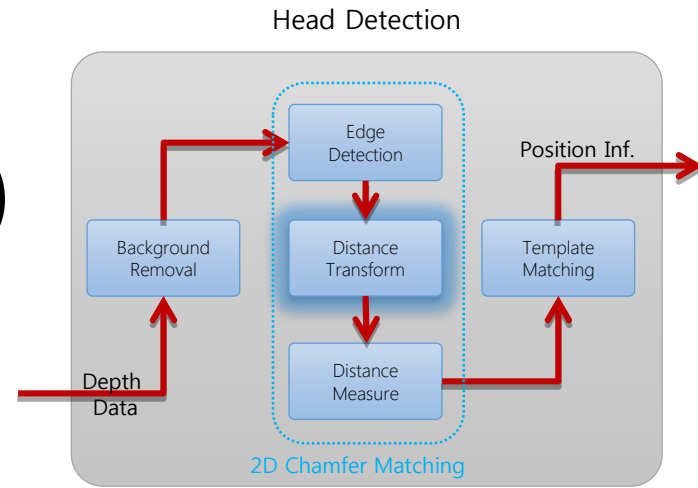 Head Detection
Edge
Detection
Position Inf.
Background
Removal
Distance
Transform
Template
Matching
Depth
Data
Distance
Measure
2D Chamfer Matching